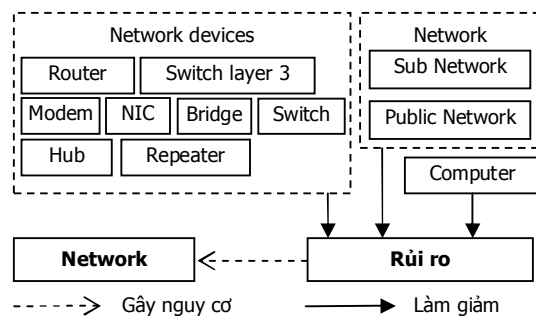 Network devices
Router
Switch layer 3
Modem
NIC
Bridge
Switch
Hub
Repeater
Network
Sub Network
Public Network
Computer
Network
Rủi ro
Gây nguy cơ
Làm giảm